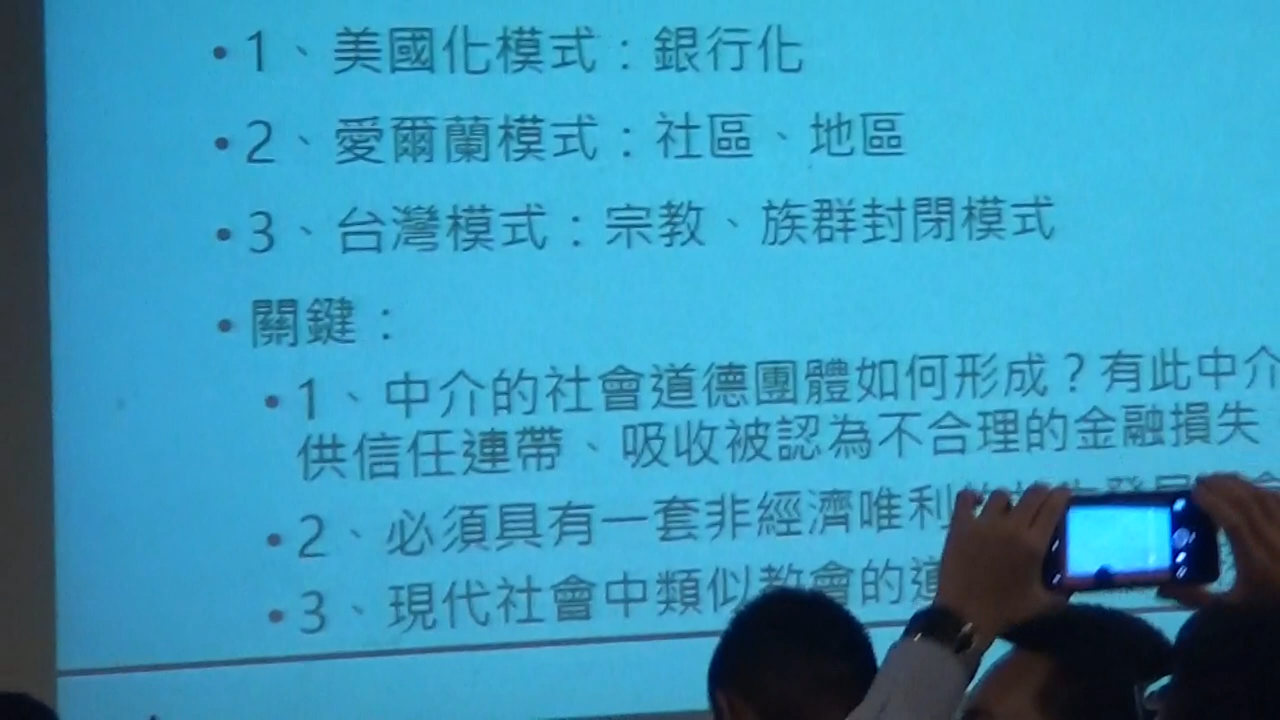 • 1、美國化模式：銀行化
• 2、愛爾蘭模式：社區、地區
• 3、台灣模式：宗教、族群封閉模式
• 關鍵：
• 1、中介的社會道德團體如何形成？有此中介
供信任連帶、吸收被認為不合理的金融損失
• 2、必須具有一套非經濟唯利
• 3、現代社會中類似教會的道